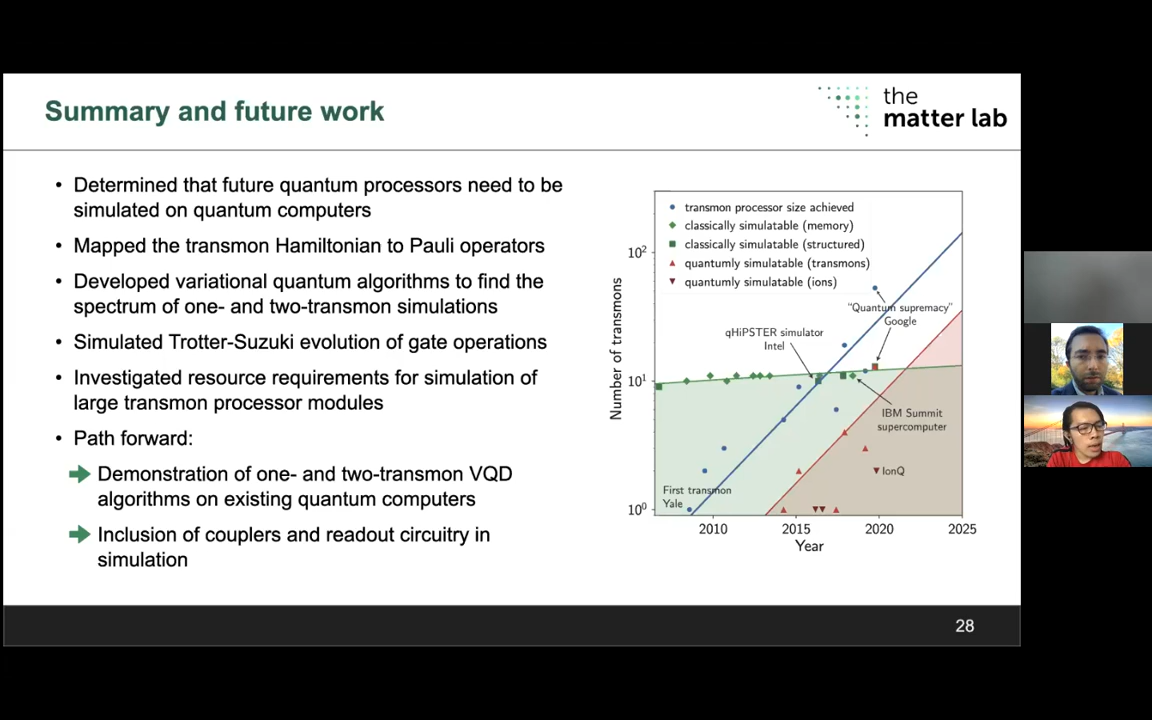 Summary and future work
the
matter lab
• Determined that future quantum processors need to be
simulated on quantum computers
• Mapped the transmon Hamiltonian to Pauli operators
• Developed variational quantum algorithms to find the
spectrum of one- and two-transmon simulations
• Simulated Trotter-Suzuki evolution of gate operations
• Investigated resource requirements for simulation of
large transmon processor modules
• Path forward:
Demonstration of one- and two-transmon VQD
algorithms on existing quantum computers
Inclusion of couplers and readout circuitry in
simulation
transmon processor size achieved
classically simulatable (memory)
classically simulatable (structured)
quantumly simulatable (transmons)
quantumly simulatable (ions)
Number of transmons
10²
10¹
10⁰
"Quantum supremacy"
Google
qHiPSTER simulator
Intel
IBM Summit
supercomputer
IonQ
First transmon
Yale
2010
2015
2020
2025
Year
28